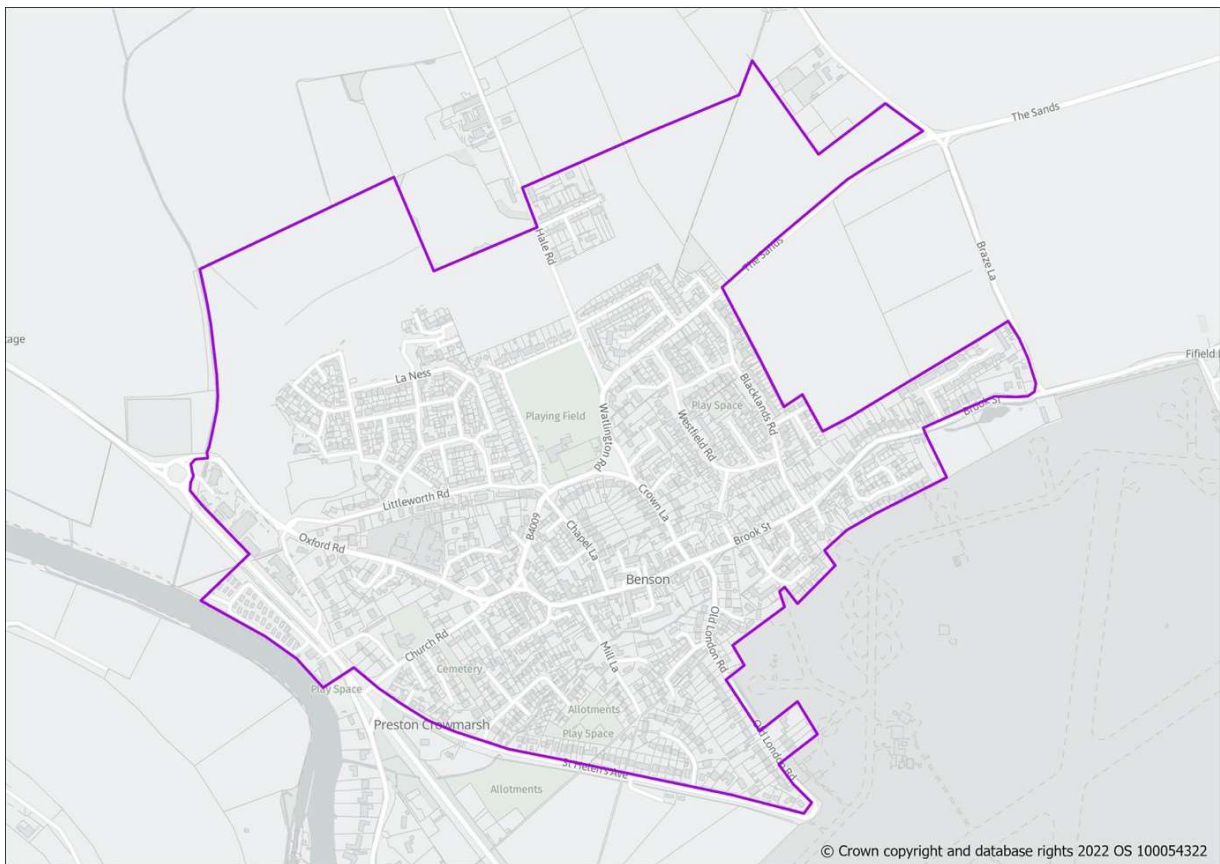 The Sands
Hale Rd
The Sands
Braze La
La Ness
Playing Field
Watlington Rd
Play Space
Westfield Rd
Blacklands Rd
Brook St
Littleworth Rd
Oxford Rd
B4009
Chapel La
Crown La
Brook St
Benson
Old London Rd
Church Rd
Mill La
Cemetery
Play Space
Allotments
Preston Crowmarsh
Play Space
Old London Rd
St Helen's Ave
Allotments
© Crown copyright and database rights 2022 OS 100054322